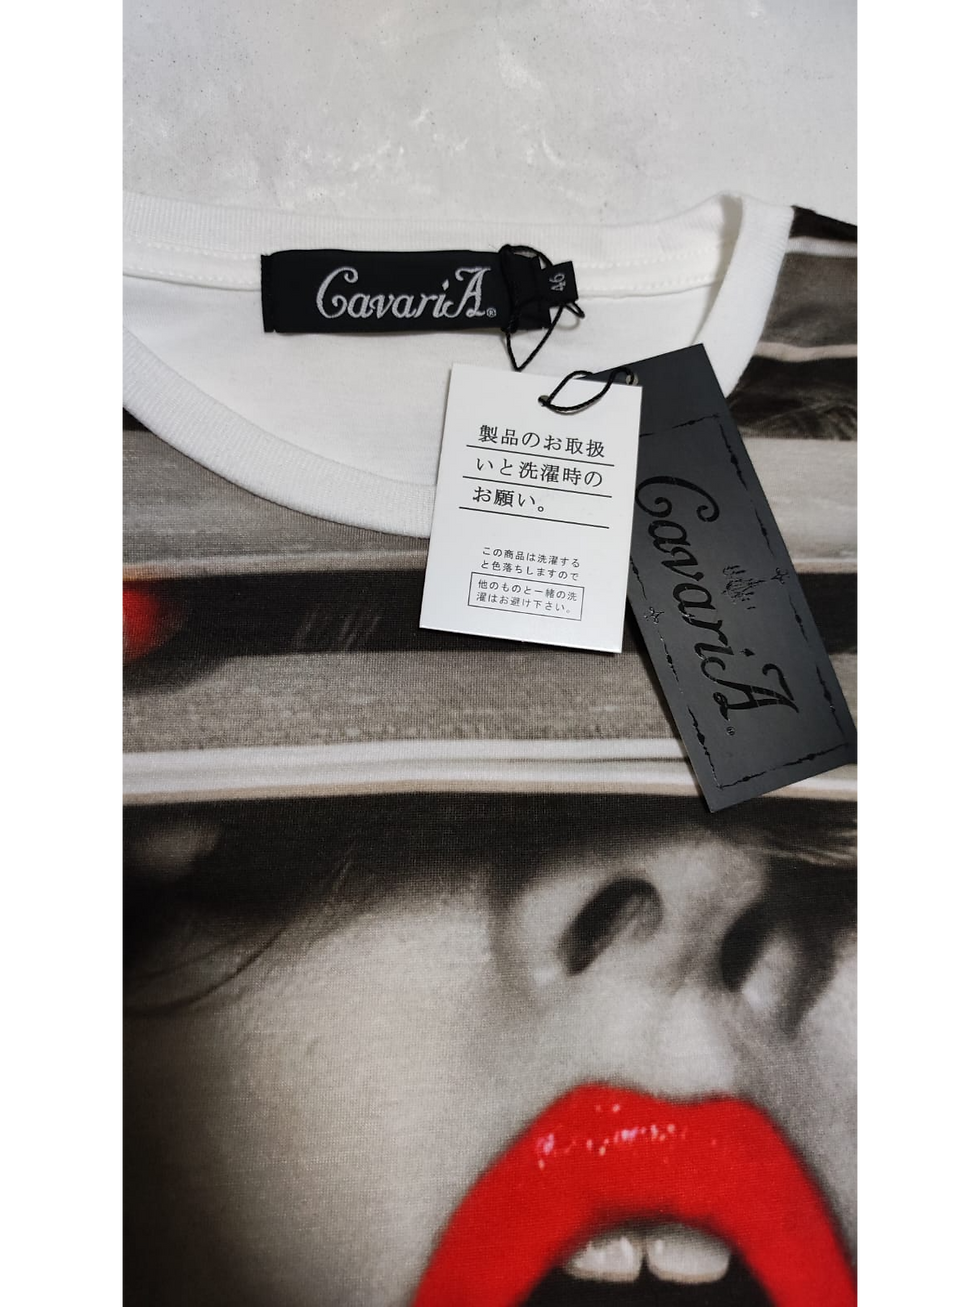 CavariA®
46
製品のお取扱
いと洗濯時の
お願い。
この商品は洗濯する
と色落ちしますので
他のものと一緒の洗
濯はお避け下さい。
CavariA®